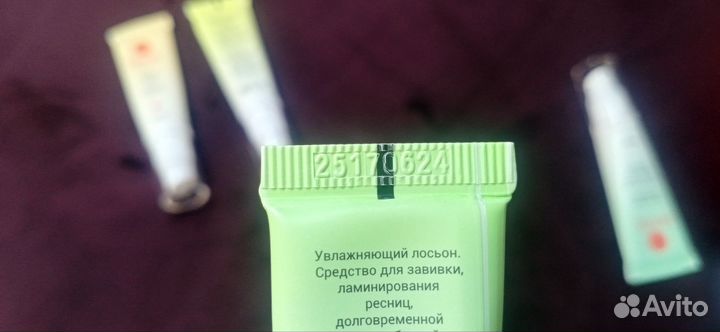 25170624
Увлажняющий лосьон.
Средство для завивки,
ламинирования
ресниц,
долговременной
Avito